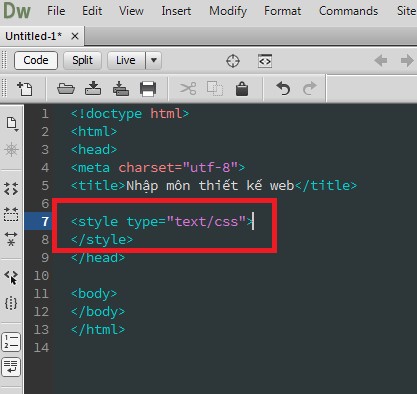 Dw File Edit View Insert Modify Format Commands Site
Untitled-1* ×
Code Split Live
1 <!doctype html>
2 <html>
3 <head>
4 <meta charset="utf-8">
5 <title>Nhập môn thiết kế web</title>
6
7 <style type="text/css">
8 </style>
9 </head>
10
11 <body>
12 </body>
13 </html>
14